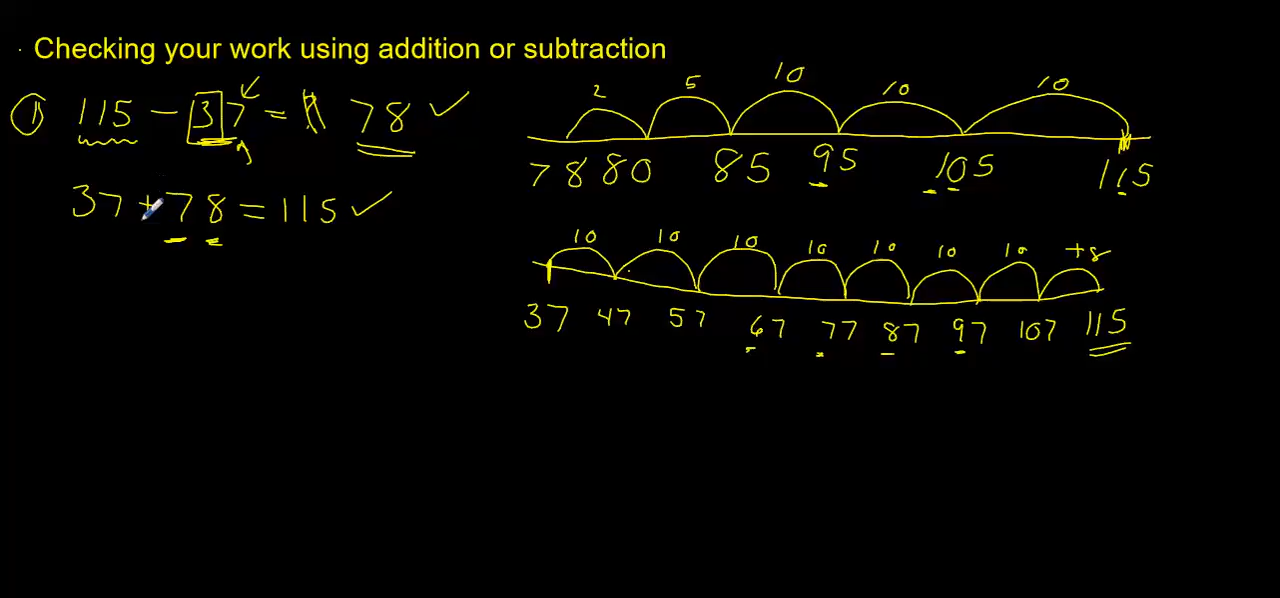 Checking your work using addition or subtraction
① 115 - 37 = 78 ✓
37 + 78 = 115 ✓
2 5 10 10 10
78 80 85 95 105 115
10 10 10 10 10 10 10 +8
37 47 57 67 77 87 97 107 115